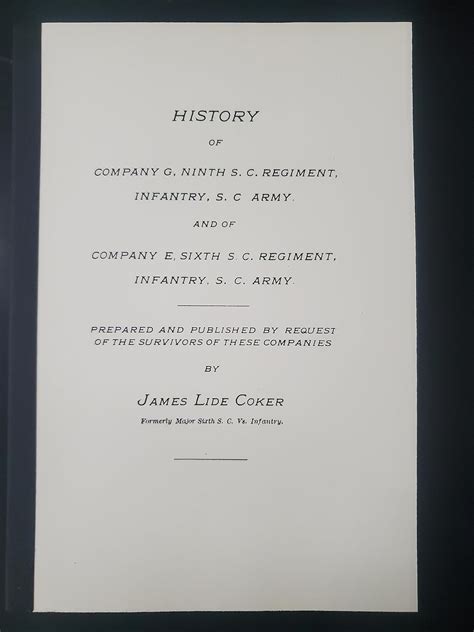 HISTORY
OF
COMPANY G, NINTH S. C. REGIMENT,
INFANTRY, S. C ARMY.
AND OF
COMPANY E, SIXTH S. C. REGIMENT,
INFANTRY, S. C. ARMY.
PREPARED AND PUBLISHED BY REQUEST
OF THE SURVIVORS OF THESE COMPANIES
BY
JAMES LIDE COKER
Formerly Major Sixth S. C. Vs. Infantry.